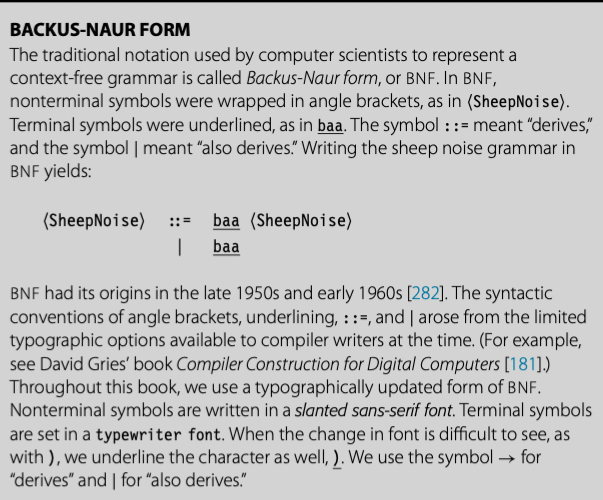 BACKUS-NAUR FORM
The traditional notation used by computer scientists to represent a
context-free grammar is called Backus-Naur form, or BNF. In BNF,
nonterminal symbols were wrapped in angle brackets, as in ⟨SheepNoise⟩.
Terminal symbols were underlined, as in baa. The symbol ::= meant “derives,”
and the symbol | meant “also derives.” Writing the sheep noise grammar in
BNF yields:
⟨SheepNoise⟩ ::= baa ⟨SheepNoise⟩
| baa
BNF had its origins in the late 1950s and early 1960s [282]. The syntactic
conventions of angle brackets, underlining, ::=, and | arose from the limited
typographic options available to compiler writers at the time. (For example,
see David Gries’ book Compiler Construction for Digital Computers [181].)
Throughout this book, we use a typographically updated form of BNF.
Nonterminal symbols are written in a slanted sans-serif font. Terminal symbols
are set in a typewriter font. When the change in font is difficult to see, as
with ), we underline the character as well, ). We use the symbol → for
“derives” and | for “also derives.”